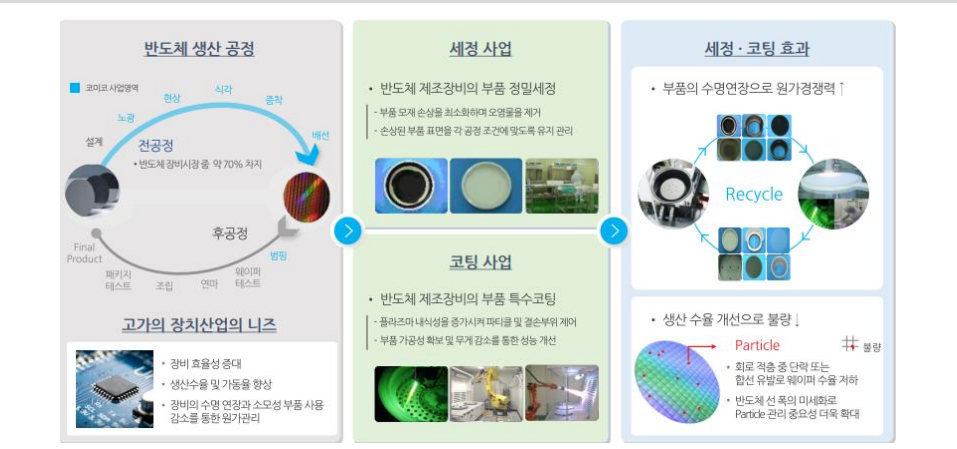 반도체 생산 공정
코미코 사업영역
설계
노광
현상
식각
증착
배선
전공정
• 반도체 장비시장 중 약 70% 차지
후공정
범핑
웨이퍼
테스트
연마
조립
패키지
테스트
Final
Product
고가의 장치산업의 니즈
• 장비 효율성 증대
• 생산수율 및 가동율 향상
• 장비의 수명 연장과 소모성 부품 사용
감소를 통한 원가관리
세정 사업
• 반도체 제조장비의 부품 정밀세정
- 부품 모재 손상을 최소화하며 오염물을 제거
- 손상된 부품 표면을 각 공정 조건에 맞도록 유지 관리
코팅 사업
• 반도체 제조장비의 부품 특수코팅
- 플라즈마 내식성을 증가시켜 파티클 및 결손부위 제어
- 부품 가공성 확보 및 무게 감소를 통한 성능 개선
세정 · 코팅 효과
• 부품의 수명연장으로 원가경쟁력 ↑
Recycle
• 생산 수율 개선으로 불량 ↓
Particle
불량
• 회로 적층 중 단락 또는
합선 유발로 웨이퍼 수율 저하
• 반도체 선 폭의 미세화로
Particle 관리 중요성 더욱 확대